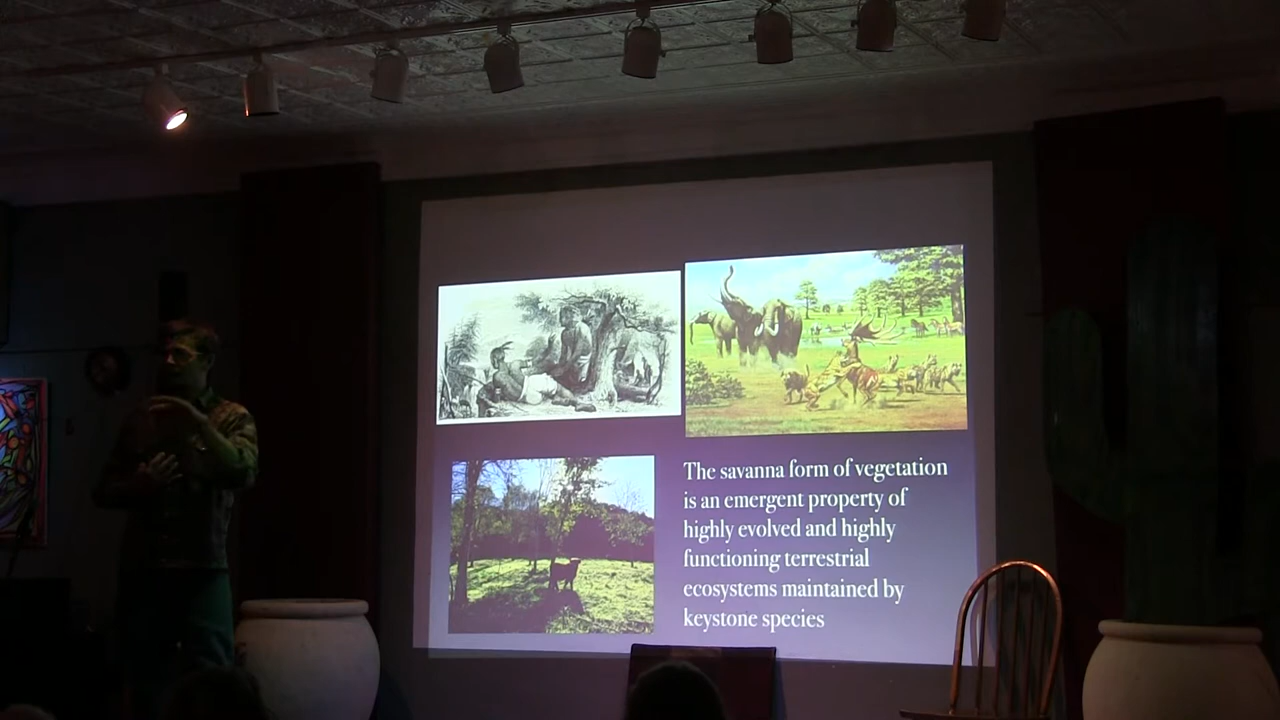 The savanna form of vegetation
is an emergent property of
highly evolved and highly
functioning terrestrial
ecosystems maintained by
keystone species